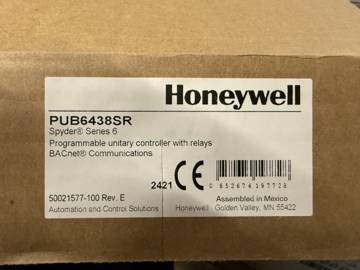 Honeywell
PUB6438SR
Spyder® Series 6
Programmable unitary controller with relays
BACnet® Communications
2421 CE
0 852674 197728
50021577-100 Rev. E
Assembled in Mexico
Automation and Control Solutions Honeywell Golden Valley, MN 55422